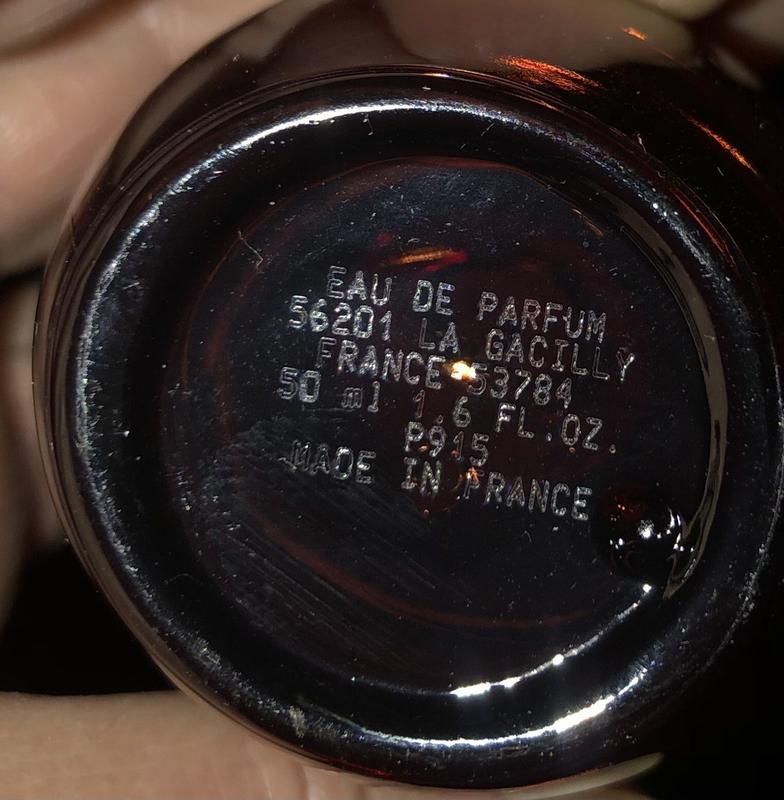 EAU DE PARFUM
56201 LA GACILLY
FRANCE 53784
50 ml 1.6 FL.OZ.
P915
MADE IN FRANCE